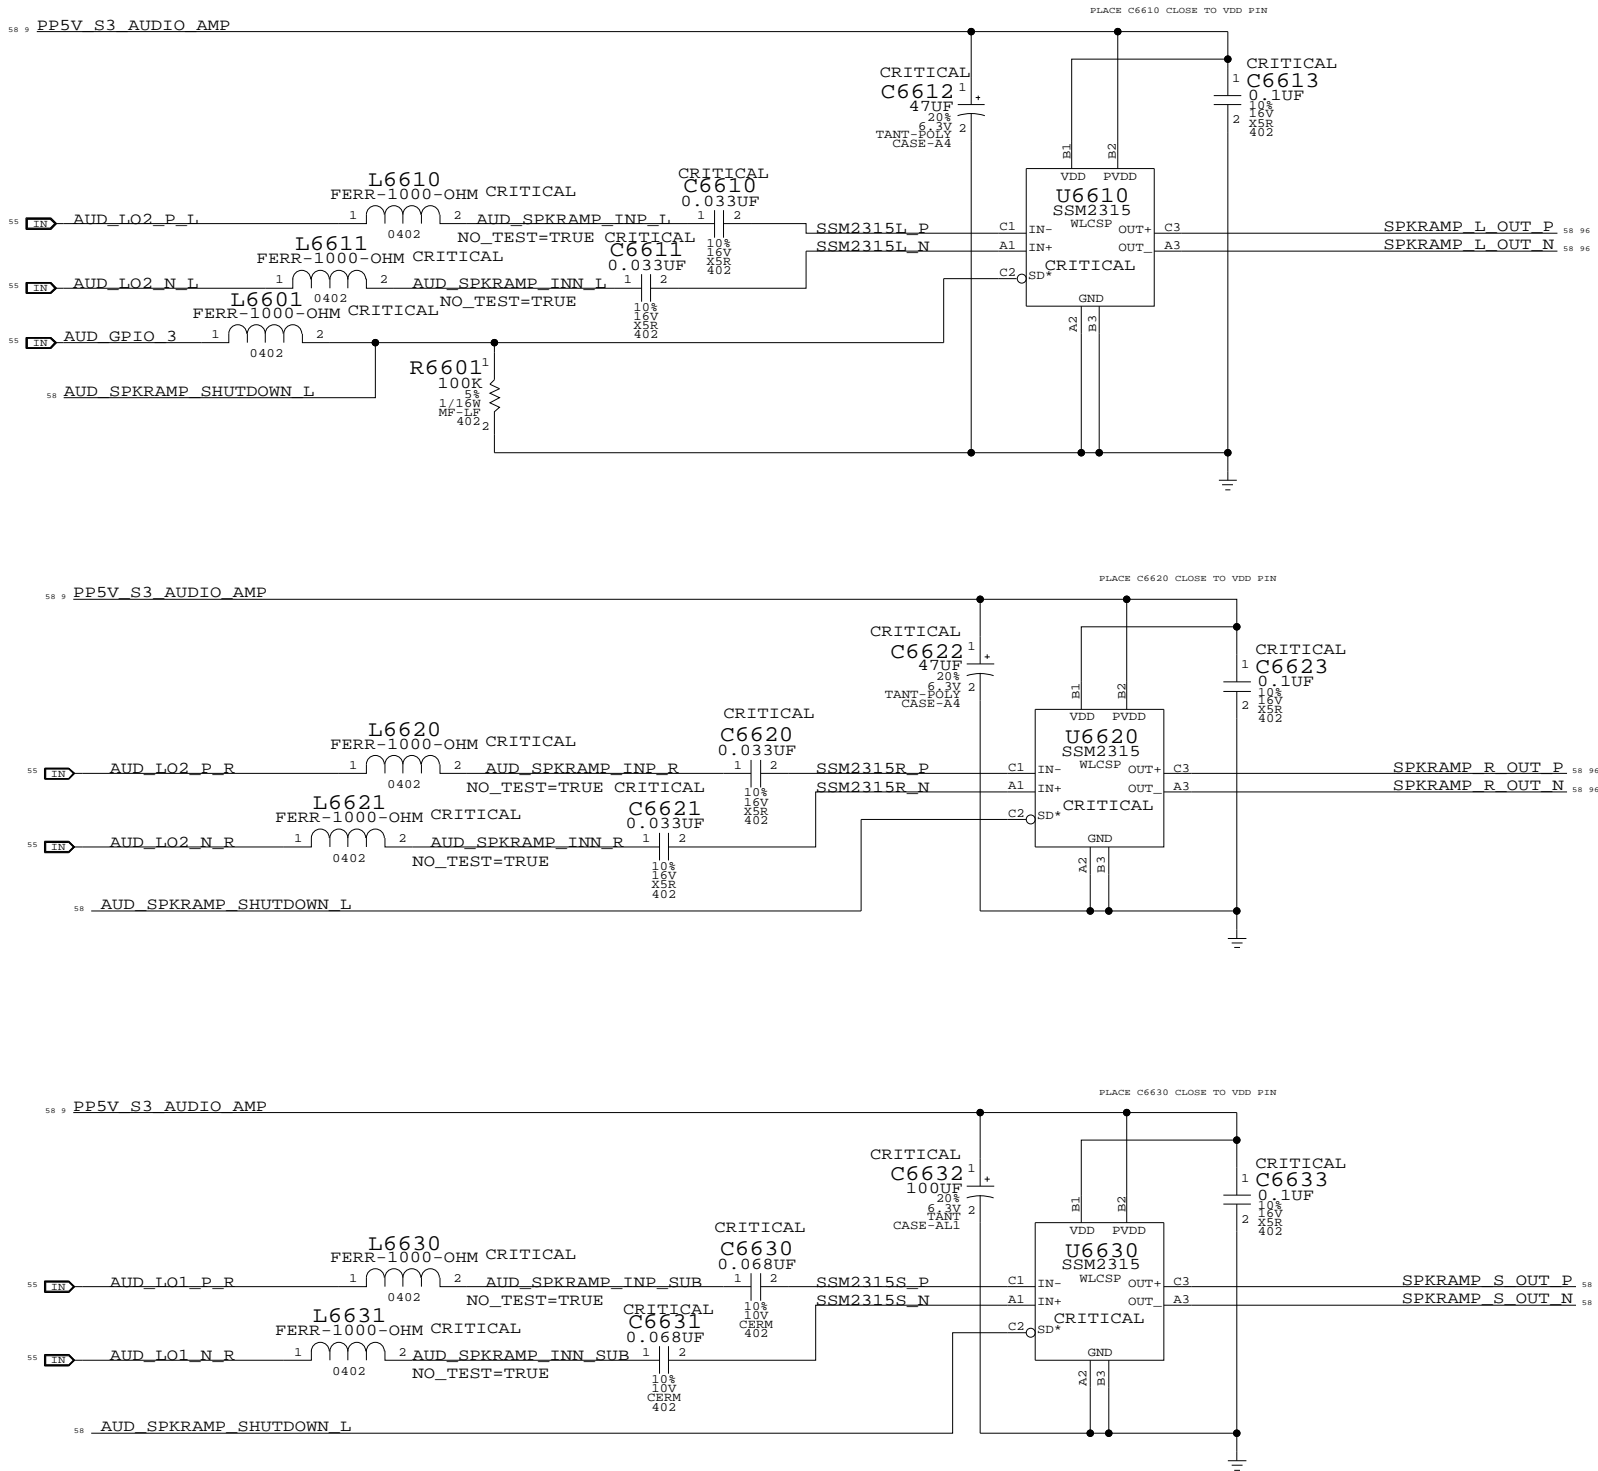 PLACE C6610 CLOSE TO VDD PIN
58 9 PP5V_S3_AUDIO_AMP
CRITICAL
C6612 1
+
47UF
20%
6.3V 2
TANT-POLY
CASE-A4
CRITICAL
1 C6613
0.1UF
10%
2 16V
X5R
402
B1 B2
VDD PVDD
U6610
SSM2315
WLCSP
C1 IN- OUT+ C3
A1 IN+ OUT_ A3
CRITICAL
C2 SD*
GND
A2 B3
SPKRAMP_L_OUT_P 58 96
SPKRAMP_L_OUT_N 58 96
L6610
FERR-1000-OHM CRITICAL
55 IN AUD_LO2_P_L 1 2 AUD_SPKRAMP_INP_L
0402
NO_TEST=TRUE
CRITICAL
C6610
0.033UF
1 2
10%
16V
X5R
402
SSM2315L_P
SSM2315L_N
L6611
FERR-1000-OHM CRITICAL
55 IN AUD_LO2_N_L 1 2 AUD_SPKRAMP_INN_L
0402
NO_TEST=TRUE
CRITICAL
C6611
0.033UF
1 2
10%
16V
X5R
402
L6601
FERR-1000-OHM CRITICAL
55 IN AUD_GPIO_3 1 2
0402
R6601 1
100K
5%
1/16W
MF-LF
402 2
58 AUD_SPKRAMP_SHUTDOWN_L
PLACE C6620 CLOSE TO VDD PIN
58 9 PP5V_S3_AUDIO_AMP
CRITICAL
C6622 1
+
47UF
20%
6.3V 2
TANT-POLY
CASE-A4
CRITICAL
1 C6623
0.1UF
10%
2 16V
X5R
402
B1 B2
VDD PVDD
U6620
SSM2315
WLCSP
C1 IN- OUT+ C3
A1 IN+ OUT_ A3
CRITICAL
C2 SD*
GND
A2 B3
SPKRAMP_R_OUT_P 58 96
SPKRAMP_R_OUT_N 58 96
L6620
FERR-1000-OHM CRITICAL
55 IN AUD_LO2_P_R 1 2 AUD_SPKRAMP_INP_R
0402
NO_TEST=TRUE
CRITICAL
C6620
0.033UF
1 2
10%
16V
X5R
402
SSM2315R_P
SSM2315R_N
L6621
FERR-1000-OHM CRITICAL
55 IN AUD_LO2_N_R 1 2 AUD_SPKRAMP_INN_R
0402
NO_TEST=TRUE
CRITICAL
C6621
0.033UF
1 2
10%
16V
X5R
402
58 AUD_SPKRAMP_SHUTDOWN_L
PLACE C6630 CLOSE TO VDD PIN
58 9 PP5V_S3_AUDIO_AMP
CRITICAL
C6632 1
+
100UF
20%
6.3V 2
TANT
CASE-AL1
CRITICAL
1 C6633
0.1UF
10%
2 16V
X5R
402
B1 B2
VDD PVDD
U6630
SSM2315
WLCSP
C1 IN- OUT+ C3
A1 IN+ OUT_ A3
CRITICAL
C2 SD*
GND
A2 B3
SPKRAMP_S_OUT_P 58
SPKRAMP_S_OUT_N 58
L6630
FERR-1000-OHM CRITICAL
55 IN AUD_LO1_P_R 1 2 AUD_SPKRAMP_INP_SUB
0402
NO_TEST=TRUE
CRITICAL
C6630
0.068UF
1 2
10%
10V
CERM
402
SSM2315S_P
SSM2315S_N
L6631
FERR-1000-OHM CRITICAL
55 IN AUD_LO1_N_R 1 2 AUD_SPKRAMP_INN_SUB
0402
NO_TEST=TRUE
CRITICAL
C6631
0.068UF
1 2
10%
10V
CERM
402
58 AUD_SPKRAMP_SHUTDOWN_L